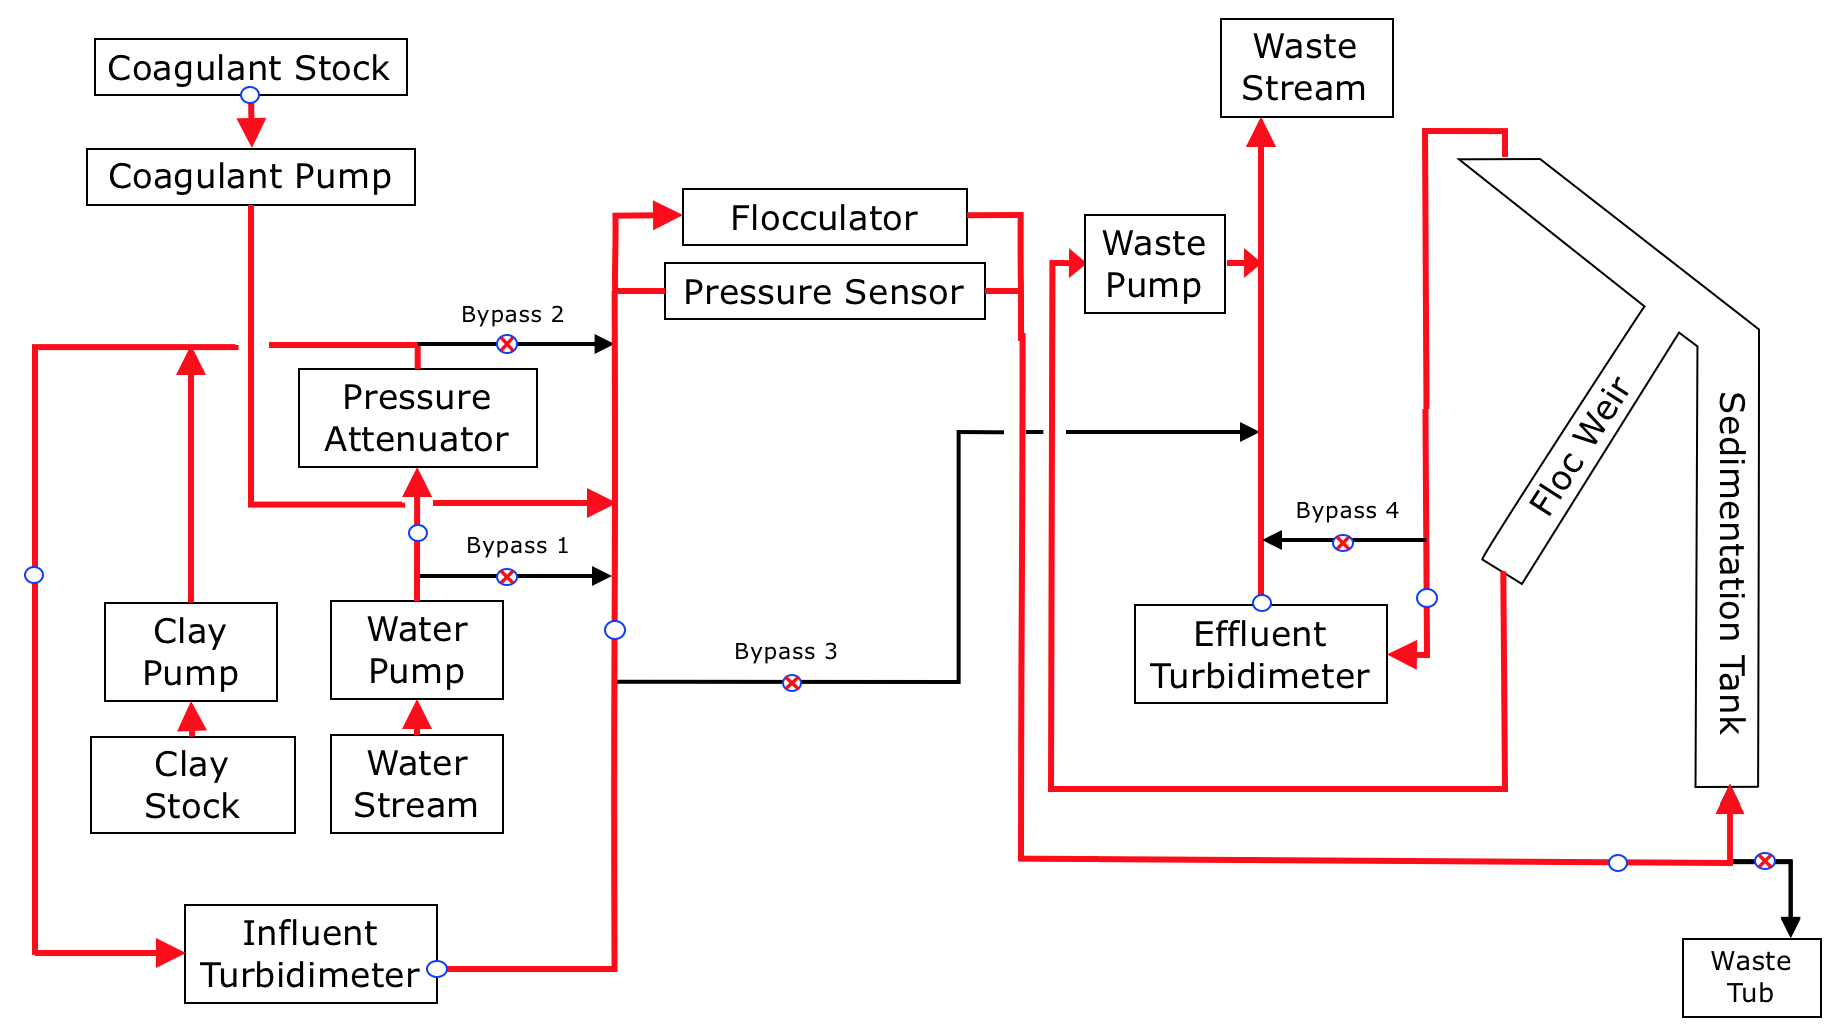 Coagulant Stock
Coagulant Pump
Waste
Stream
Flocculator
Pressure Sensor
Waste
Pump
Bypass 2
Pressure
Attenuator
Bypass 1
Bypass 3
Bypass 4
Floc Weir
Sedimentation Tank
Clay
Pump
Water
Pump
Effluent
Turbidimeter
Clay
Stock
Water
Stream
Influent
Turbidimeter
Waste
Tub